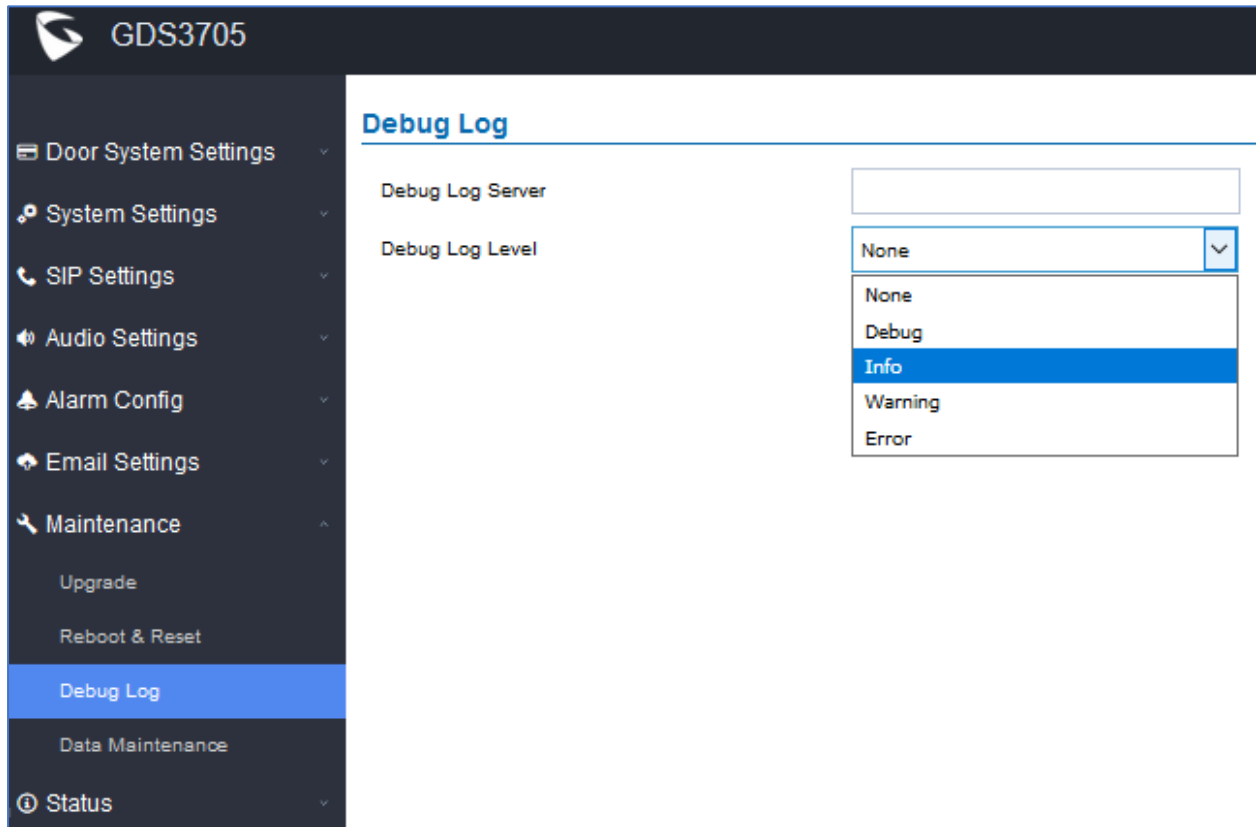 GDS3705
Door System Settings
System Settings
SIP Settings
Audio Settings
Alarm Config
Email Settings
Maintenance
Upgrade
Reboot & Reset
Debug Log
Data Maintenance
Status
Debug Log
Debug Log Server
Debug Log Level
None
None
Debug
Info
Warning
Error